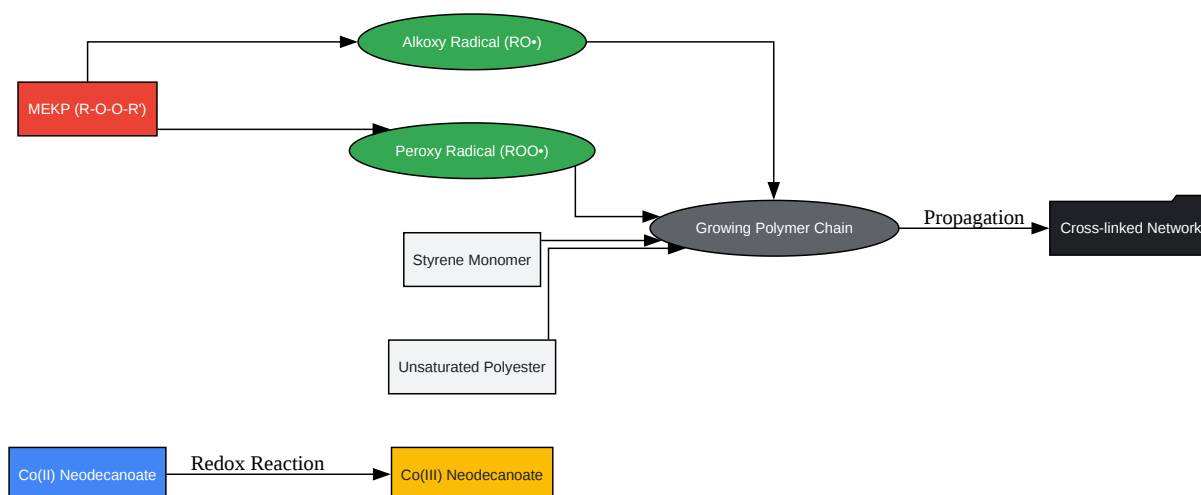 Alkoxy Radical (RO•)
MEKP (R-O-O-R')
Peroxy Radical (ROO•)
Propagation
Growing Polymer Chain
Cross-linked Network
Styrene Monomer
Unsaturated Polyester
Redox Reaction
Co(II) Neodecanoate
Co(III) Neodecanoate